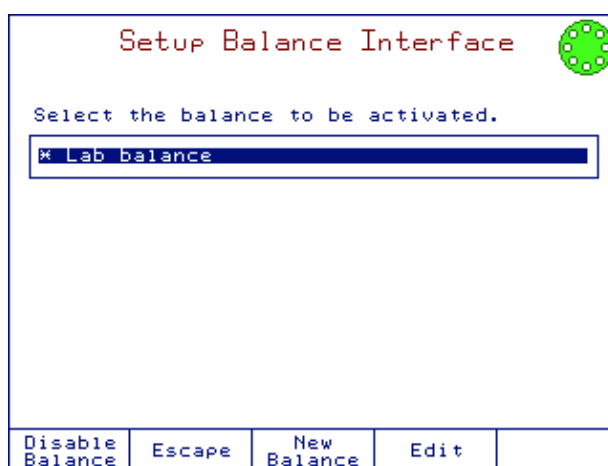 Setup Balance Interface
Select the balance to be activated.
* Lab balance
Disable
Balance
Escape
New
Balance
Edit